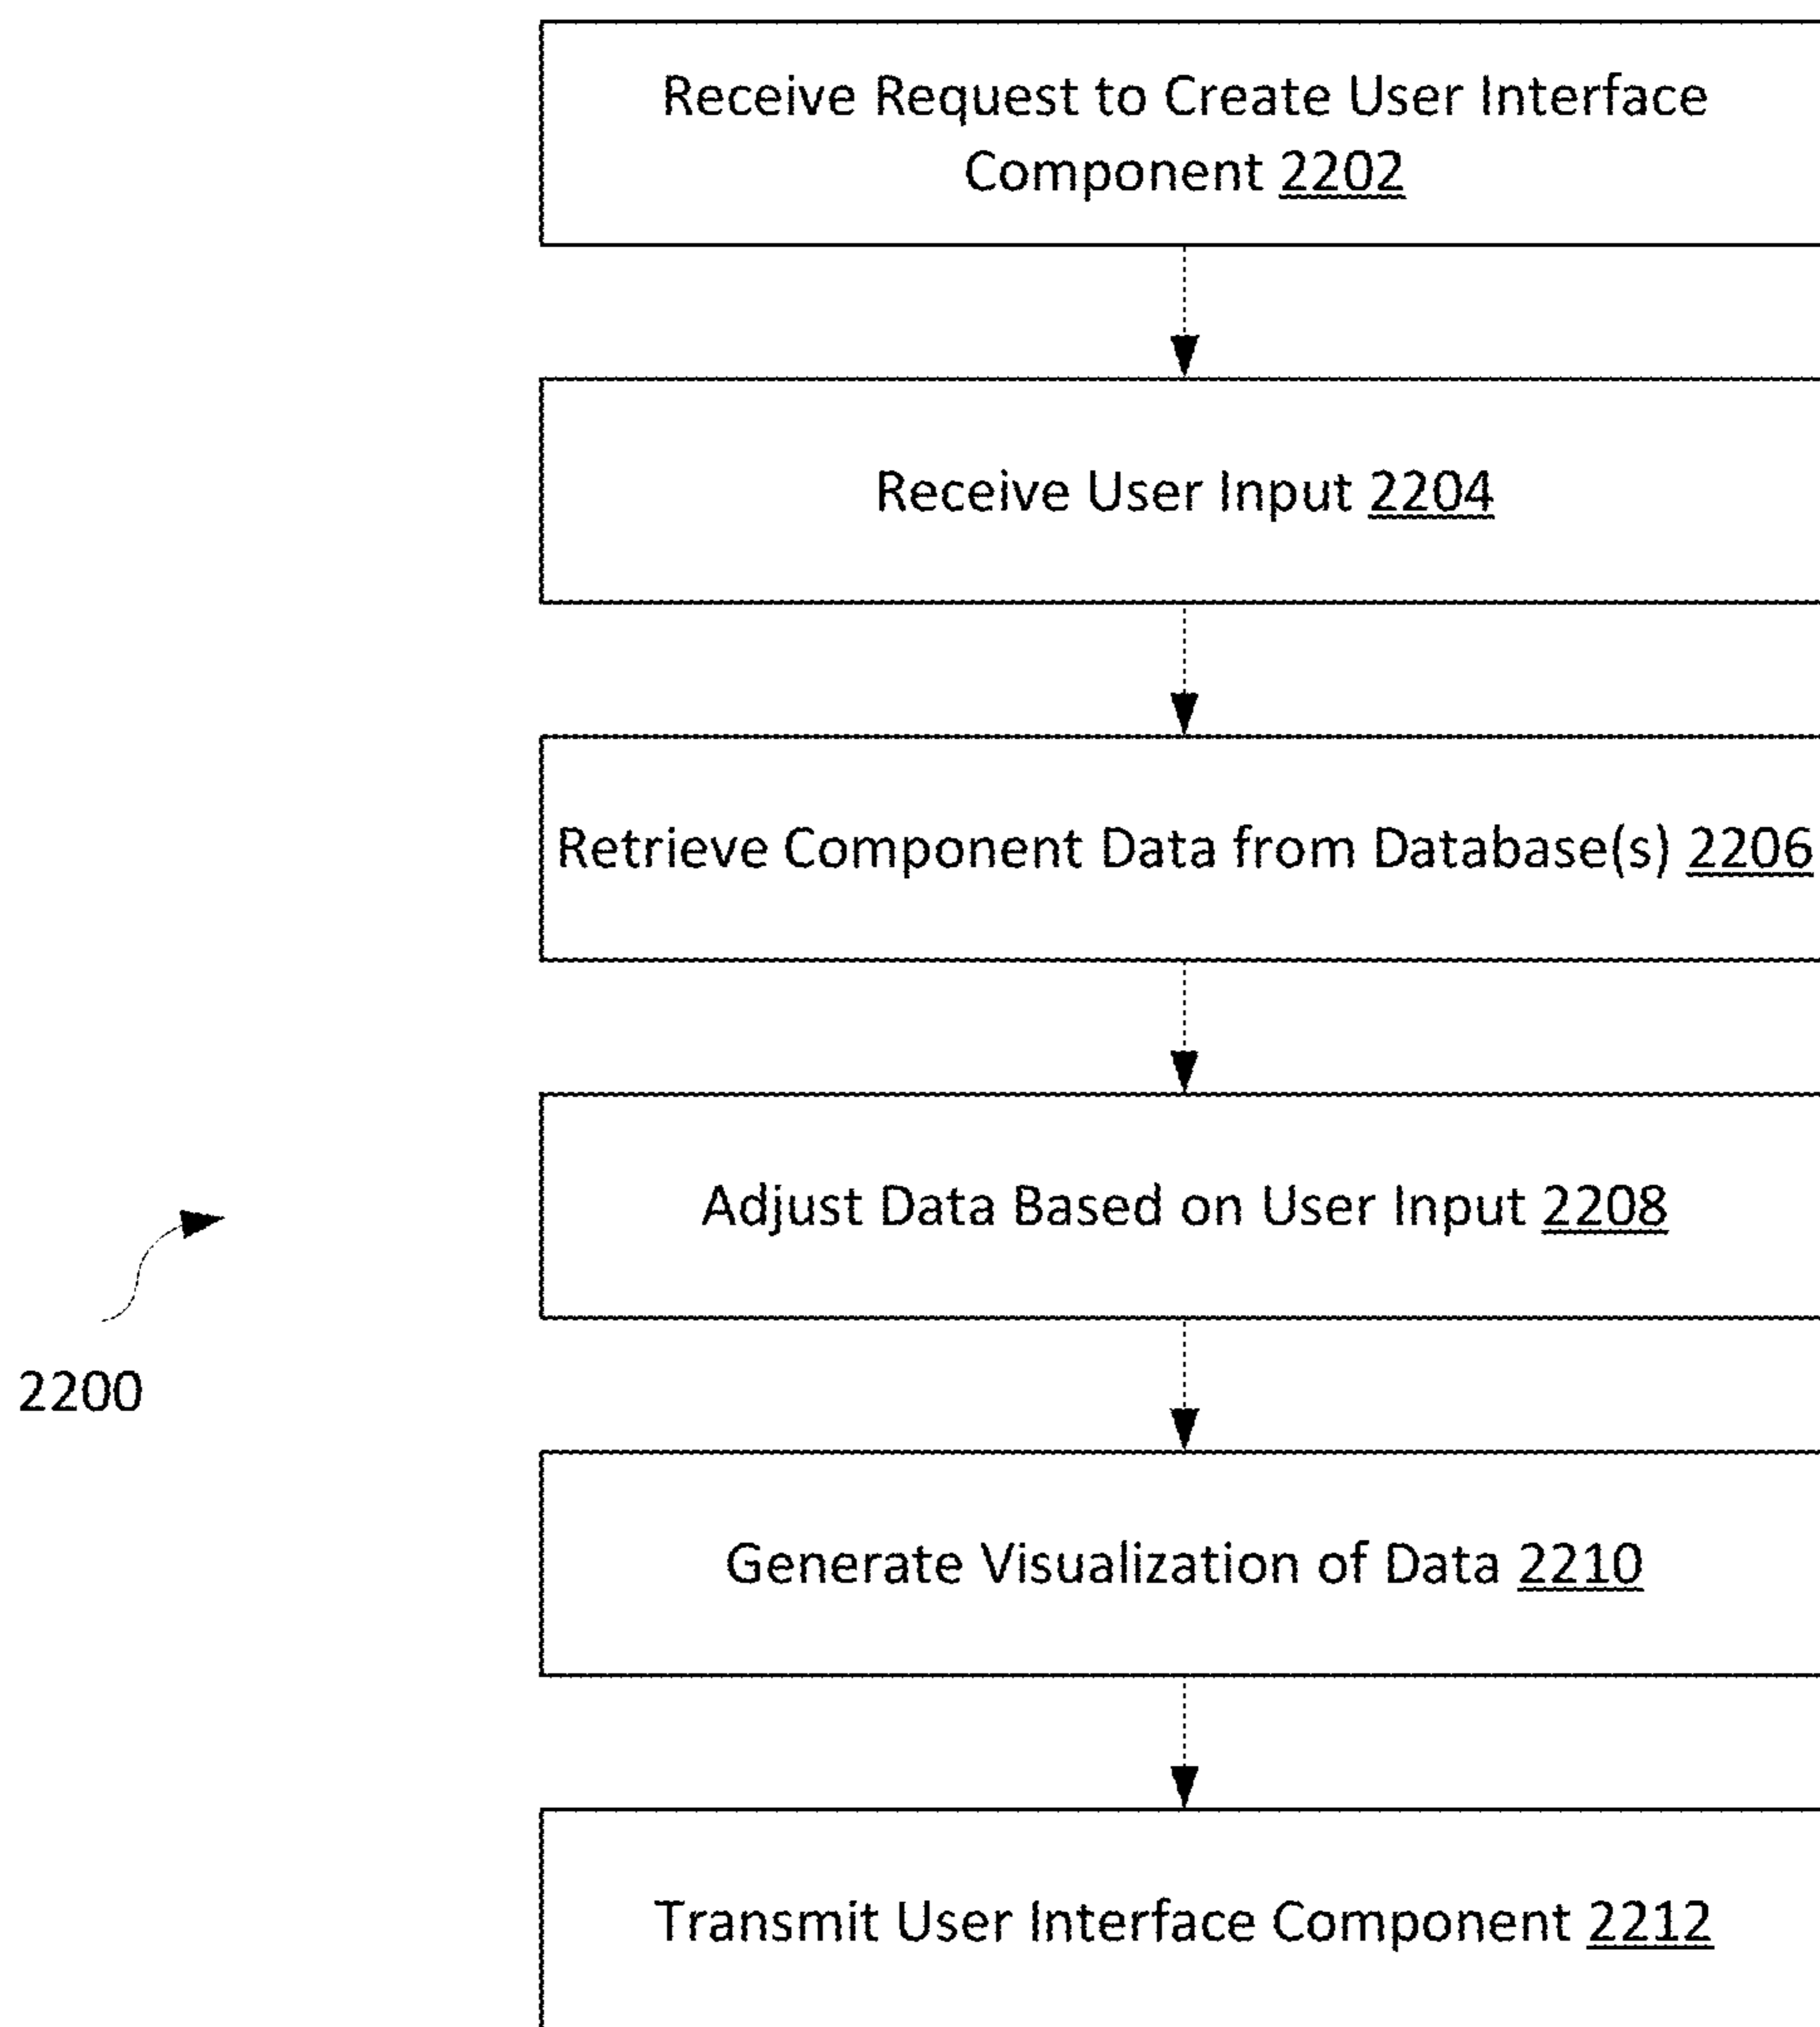 Receive Request to Create User Interface
Component 2202
Receive User Input 2204
Retrieve Component Data from Database(s) 2206
Adjust Data Based on User Input 2208
2200
Generate Visualization of Data 2210
Transmit User Interface Component 2212